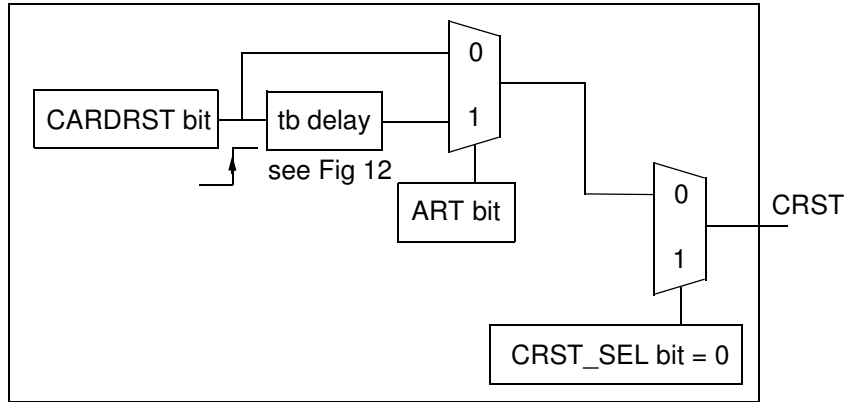 0
CARDRST bit
tb delay
1
see Fig 12
ART bit
0
CRST
1
CRST_SEL bit = 0